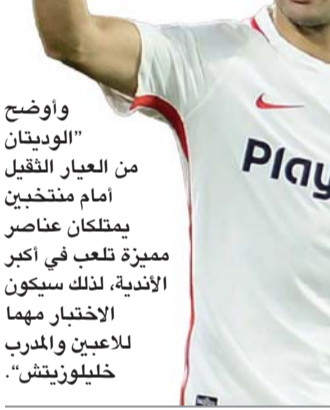 وأوضح
”الوديتان
من العيار الثقيل
أمام منتخبين
يمتلكان عناصر
مميزة تلعب في أكبر
الأندية، لذلك سيكون
الاختبار مهما
للاعبين والمدرب
خليلوزيتش“.
Play